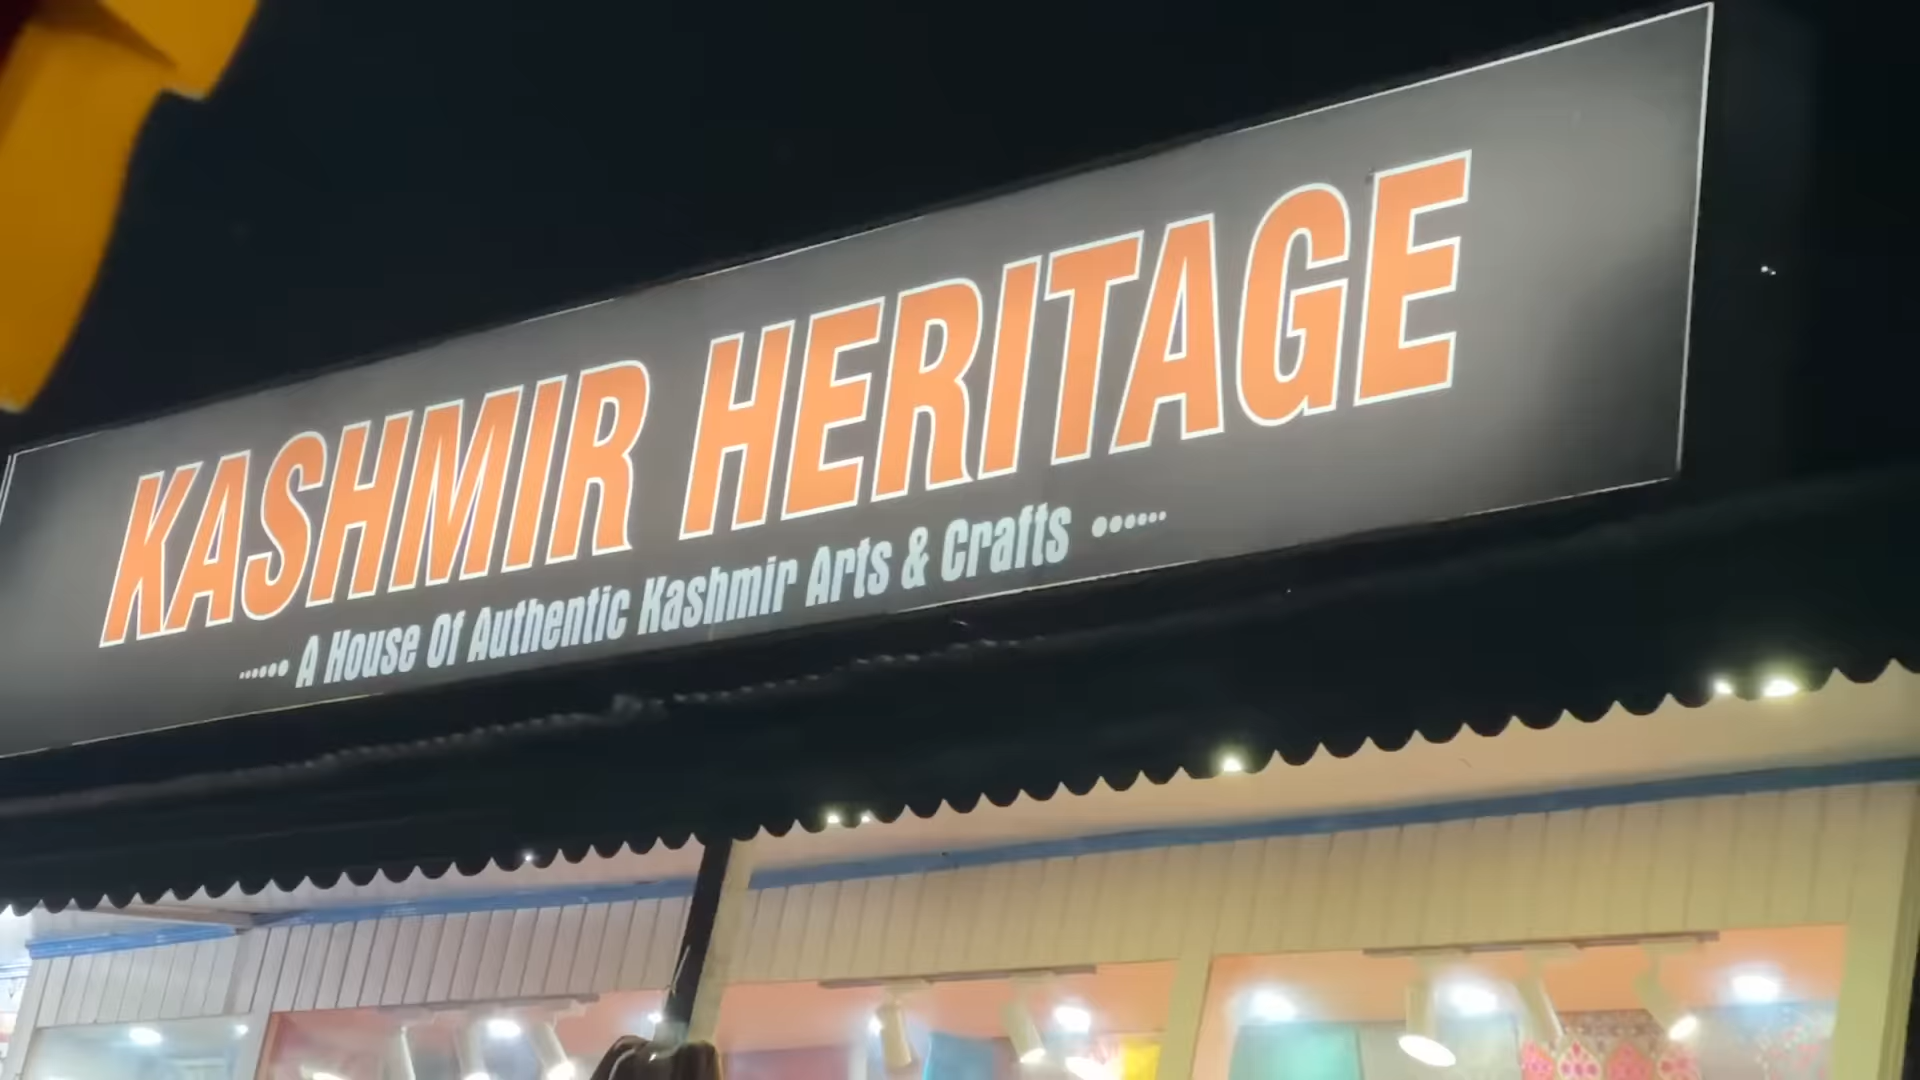 KASHMIR HERITAGE
...... A House Of Authentic Kashmir Arts & Crafts ......